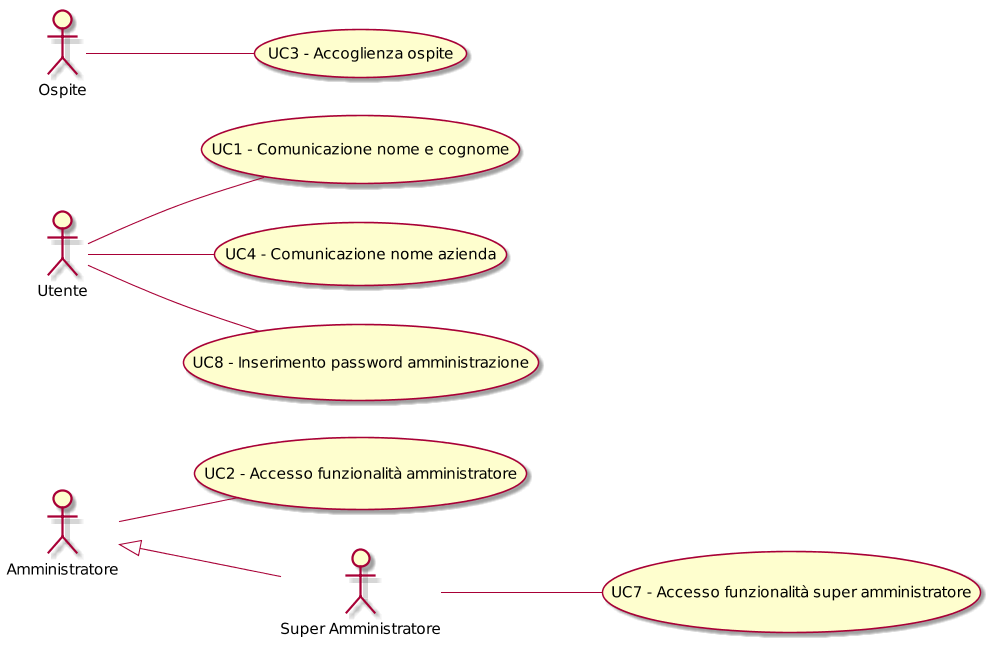 UC3 - Accoglienza ospite
Ospite
UC1 - Comunicazione nome e cognome
UC4 - Comunicazione nome azienda
Utente
UC8 - Inserimento password amministrazione
UC2 - Accesso funzionalità amministratore
Amministratore
UC7 - Accesso funzionalità super amministratore
Super Amministratore